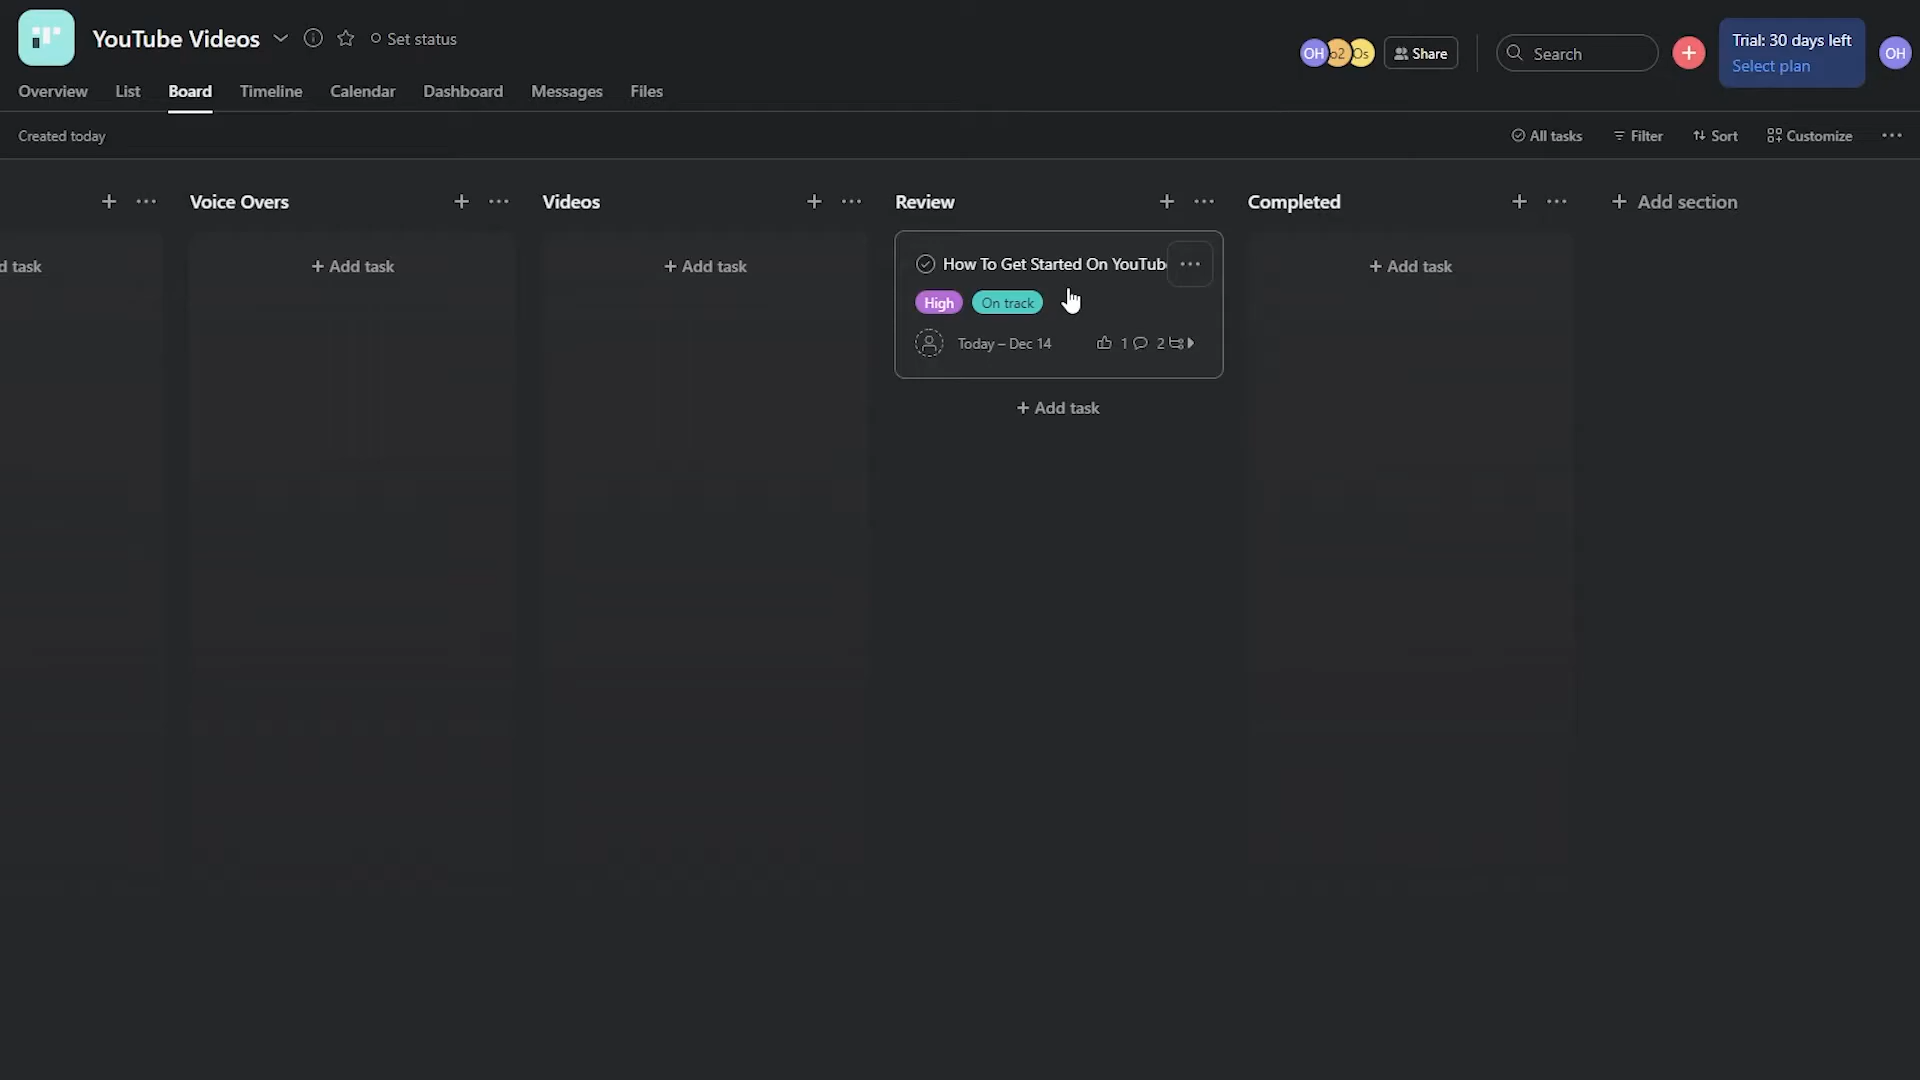 YouTube Videos
Set status
OH
o2
Os
Share
Search
Trial: 30 days left
Select plan
OH
Overview
List
Board
Timeline
Calendar
Dashboard
Messages
Files
Created today
All tasks
Filter
Sort
Customize
Voice Overs
Videos
Review
Completed
+ Add section
d task
+ Add task
+ Add task
How To Get Started On YouTub
+ Add task
High
On track
Today – Dec 14
1
2
+ Add task